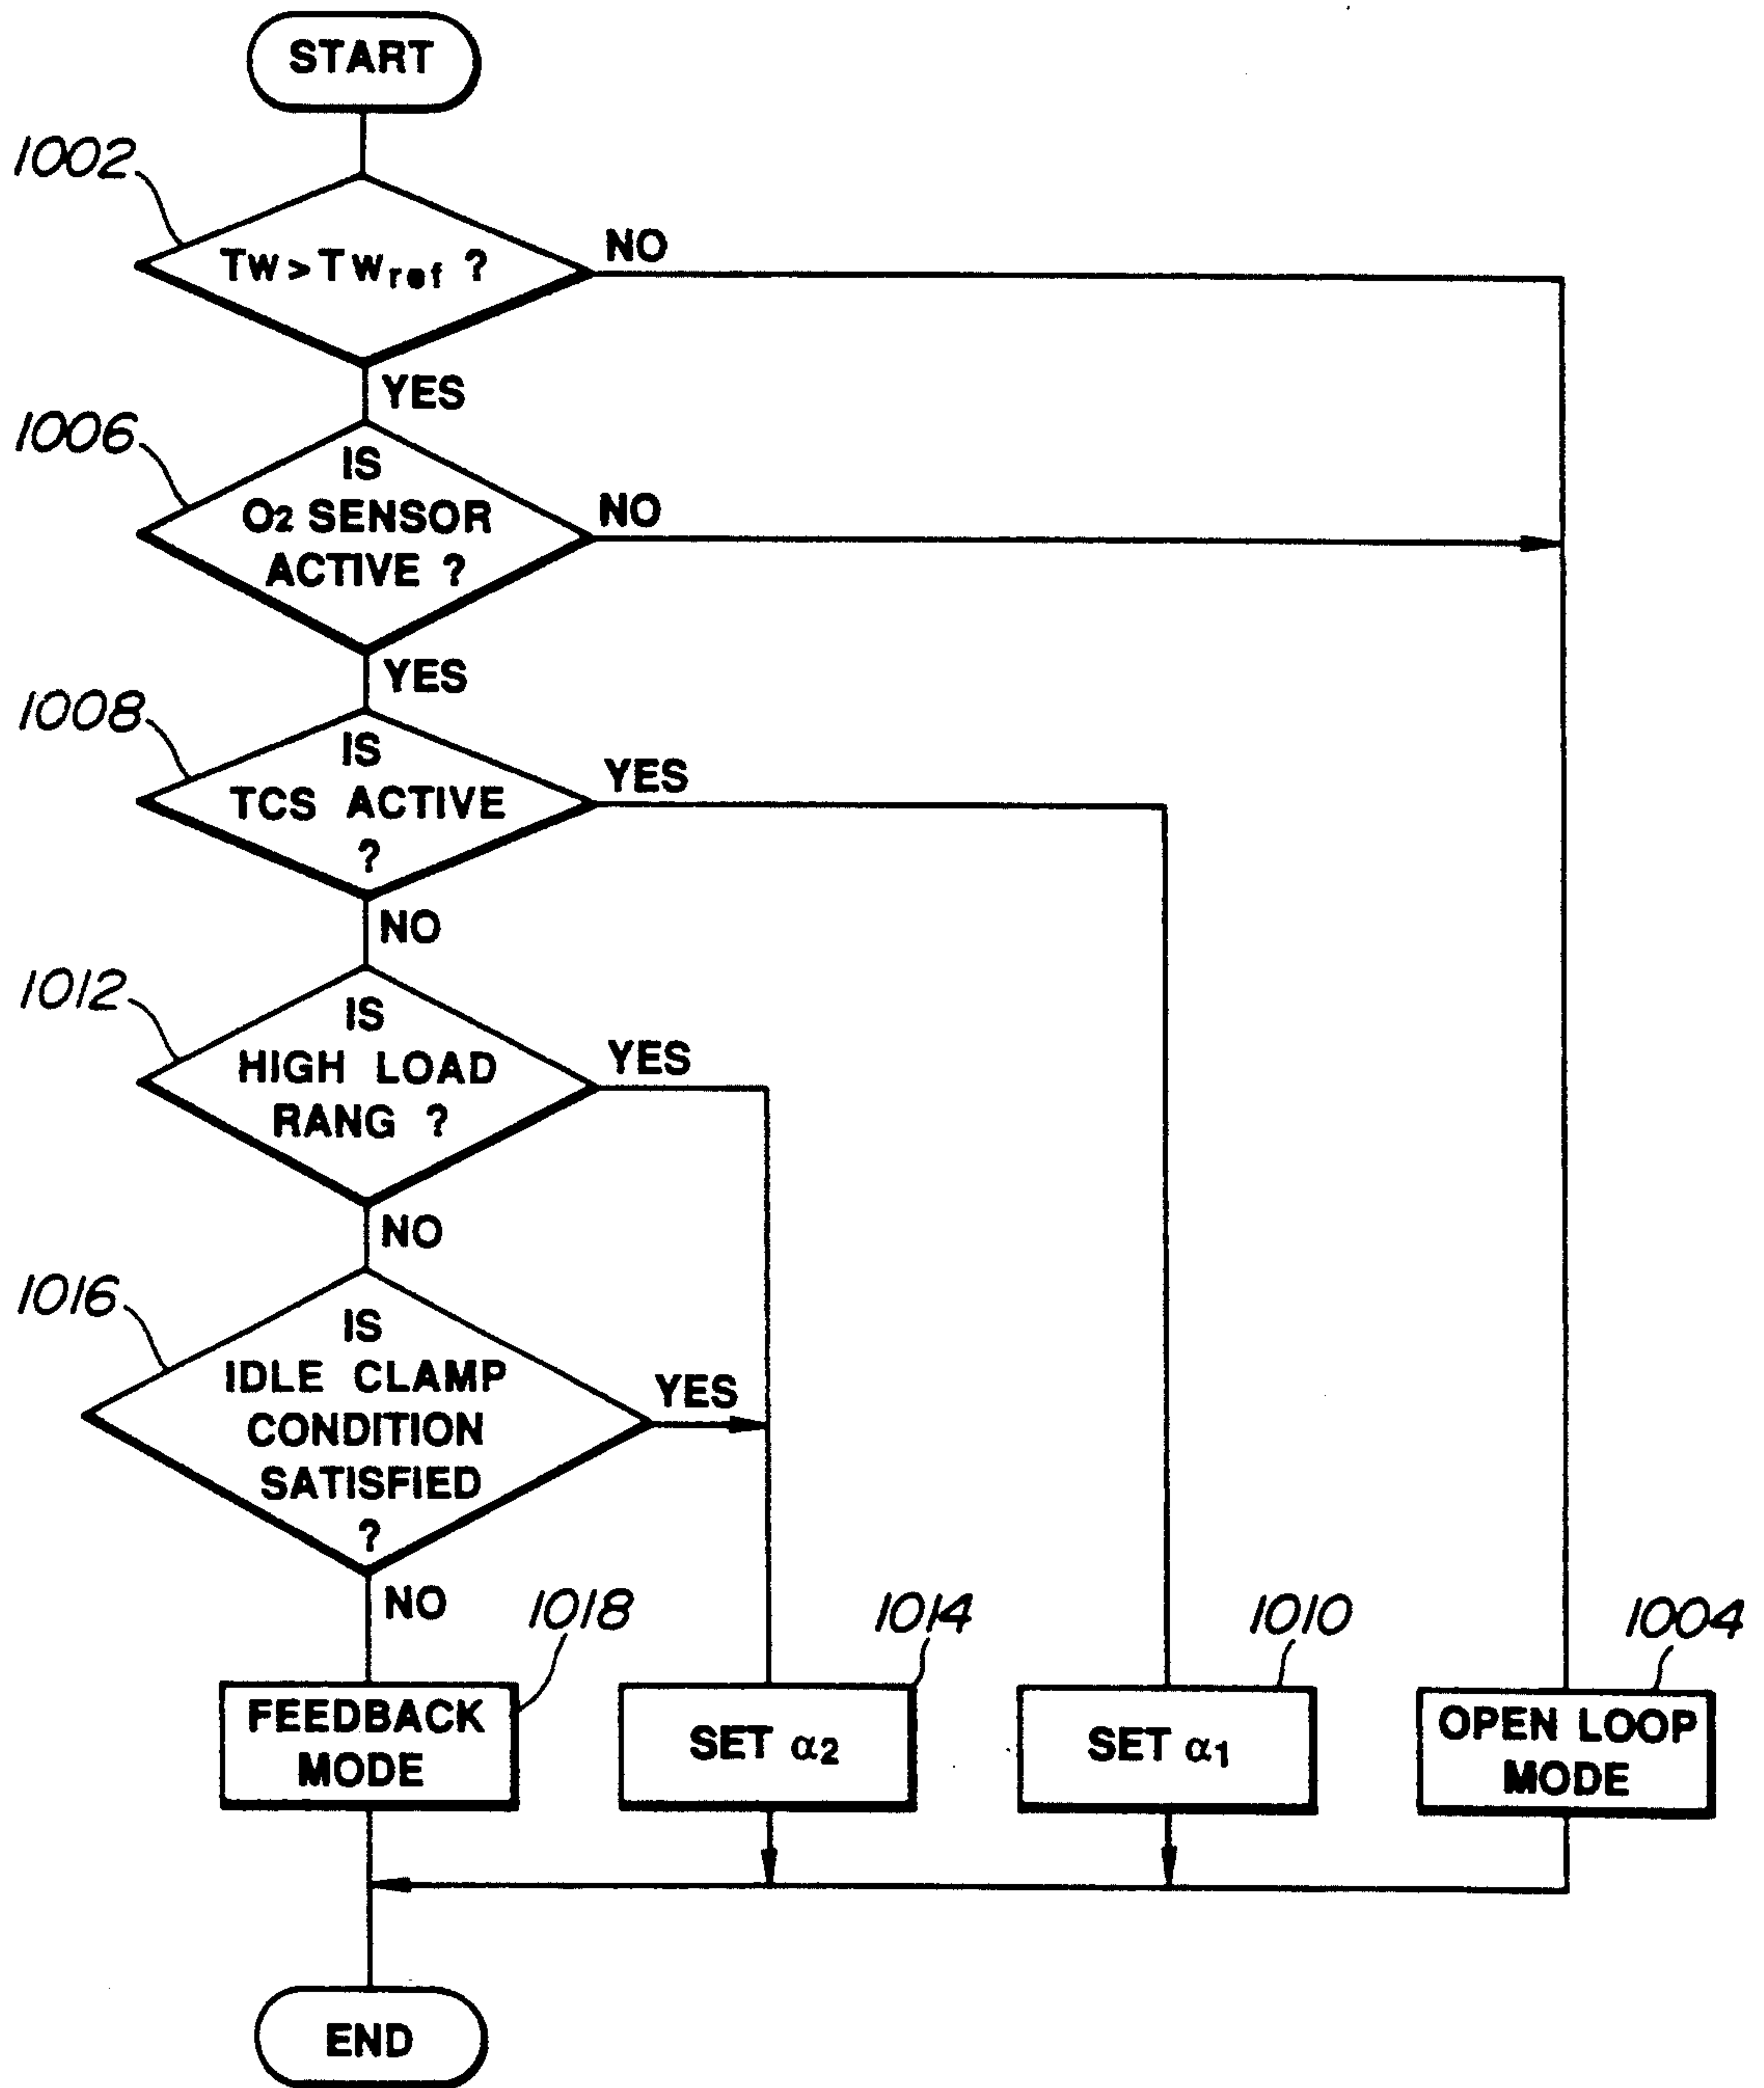 START
1002
Tw>Twref ?
NO
YES
1006
IS
O2 SENSOR
ACTIVE ?
NO
YES
1008
IS
TCS ACTIVE
?
YES
NO
1012
IS
HIGH LOAD
RANG ?
YES
NO
1016
IS
IDLE CLAMP
CONDITION
SATISFIED
?
YES
NO
1018
FEEDBACK
MODE
1014
SET α2
1010
SET α1
1004
OPEN LOOP
MODE
END